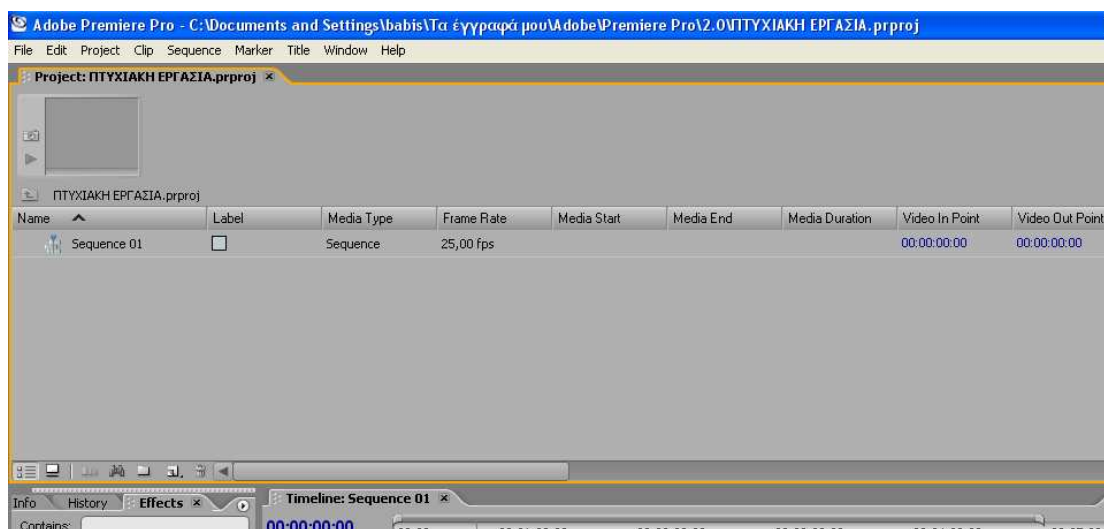 Adobe Premiere Pro - C:\Documents and Settings\babis\Τα έγγραφά μου\Adobe\Premiere Pro\2.0\ΠΤΥΧΙΑΚΗ ΕΡΓΑΣΙΑ.prproj
File Edit Project Clip Sequence Marker Title Window Help
Project: ΠΤΥΧΙΑΚΗ ΕΡΓΑΣΙΑ.prproj
ΠΤΥΧΙΑΚΗ ΕΡΓΑΣΙΑ.prproj
Name Label Media Type Frame Rate Media Start Media End Media Duration Video In Point Video Out Point
Sequence 01 Sequence 25,00 fps 00:00:00:00 00:00:00:00
Info History Effects Timeline: Sequence 01
Contains: 00:00:00:00